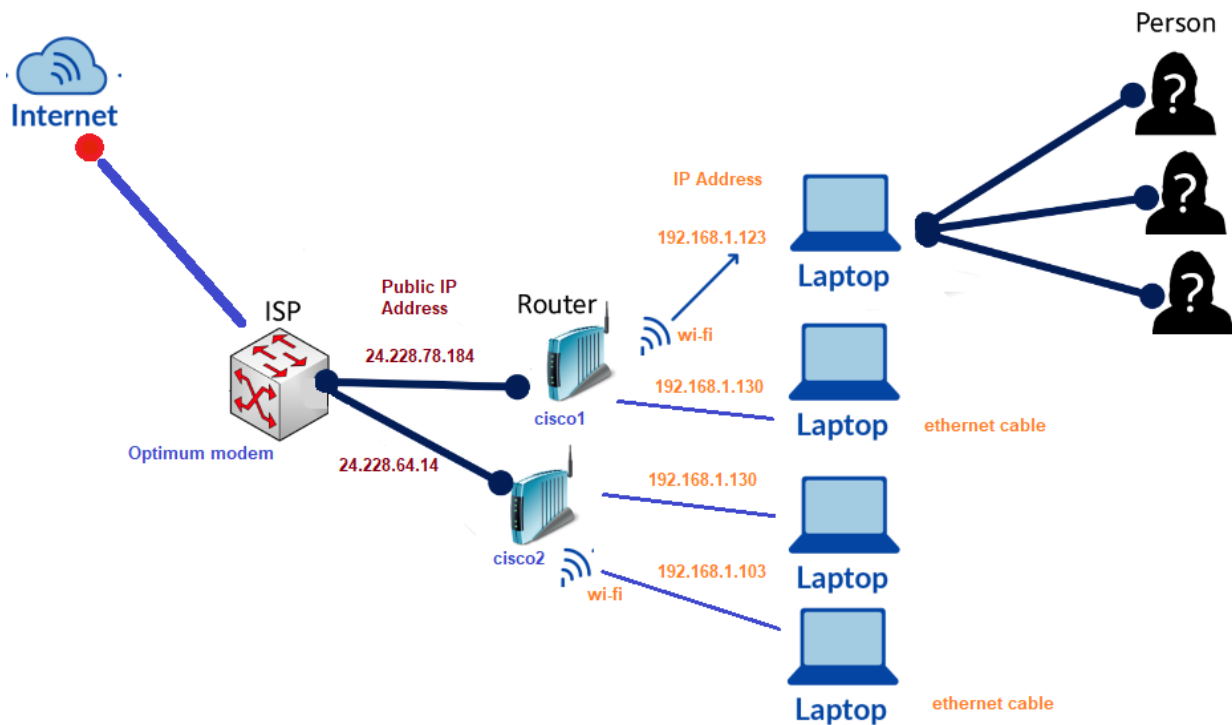 Person
Internet
IP Address
192.168.1.123
Laptop
ISP
Public IP
Address
Router
wi-fi
24.228.78.184
192.168.1.130
cisco1
Laptop
ethernet cable
Optimum modem
24.228.64.14
192.168.1.130
cisco2
192.168.1.103
Laptop
wi-fi
Laptop
ethernet cable
?
?
?